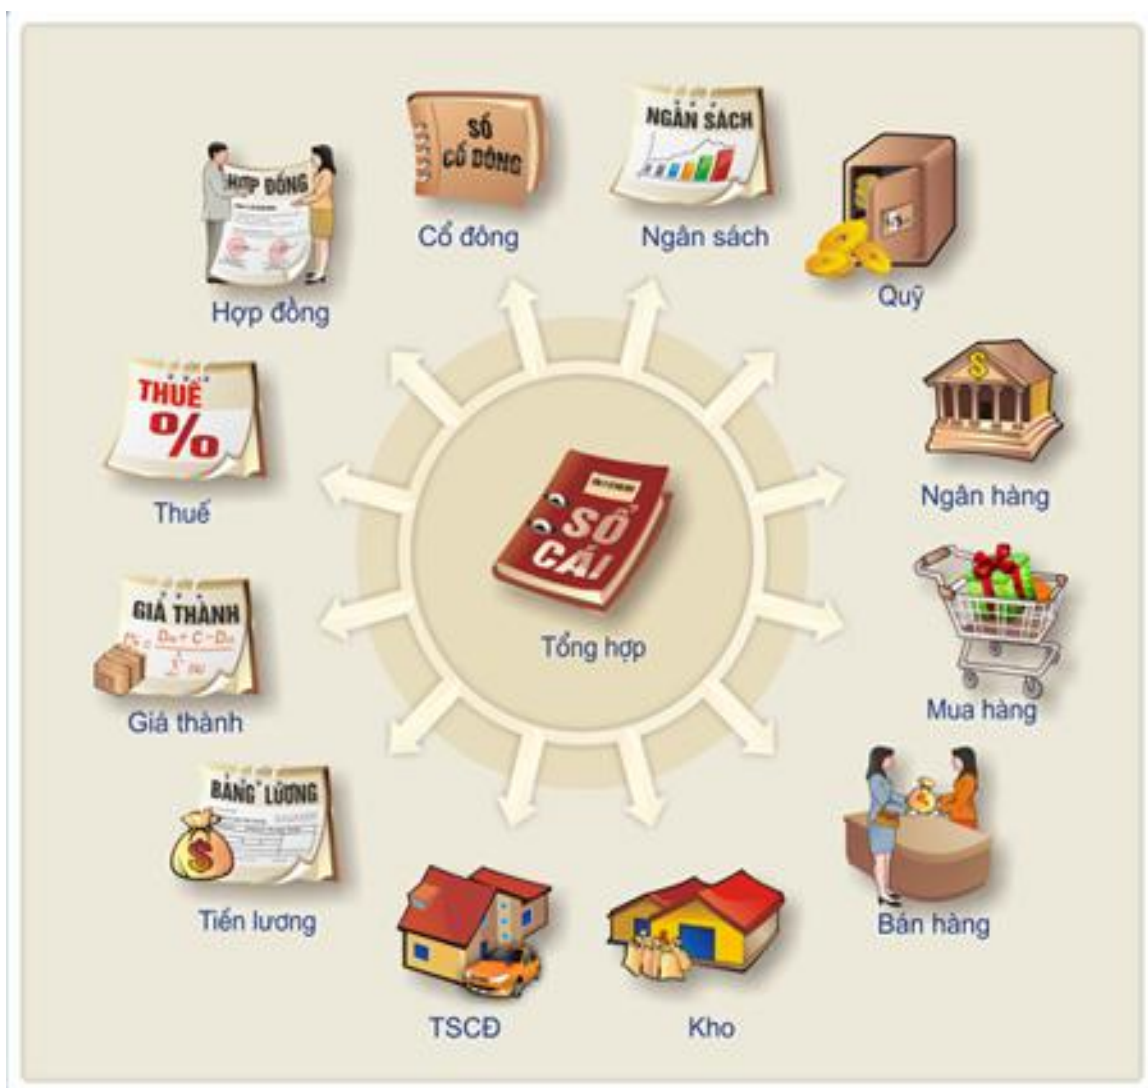 SỔ
CỔ ĐÔNG
Cổ đông
NGÂN SÁCH
Ngân sách
HỢP ĐỒNG
Hợp đồng
Quỹ
THUẾ
%
Thuế
$
Ngân hàng
SỔ
CÁI
Tổng hợp
GIÁ THÀNH
Giá thành
Mua hàng
BẢNG LƯƠNG
$
Tiền lương
Bán hàng
TSCĐ
Kho